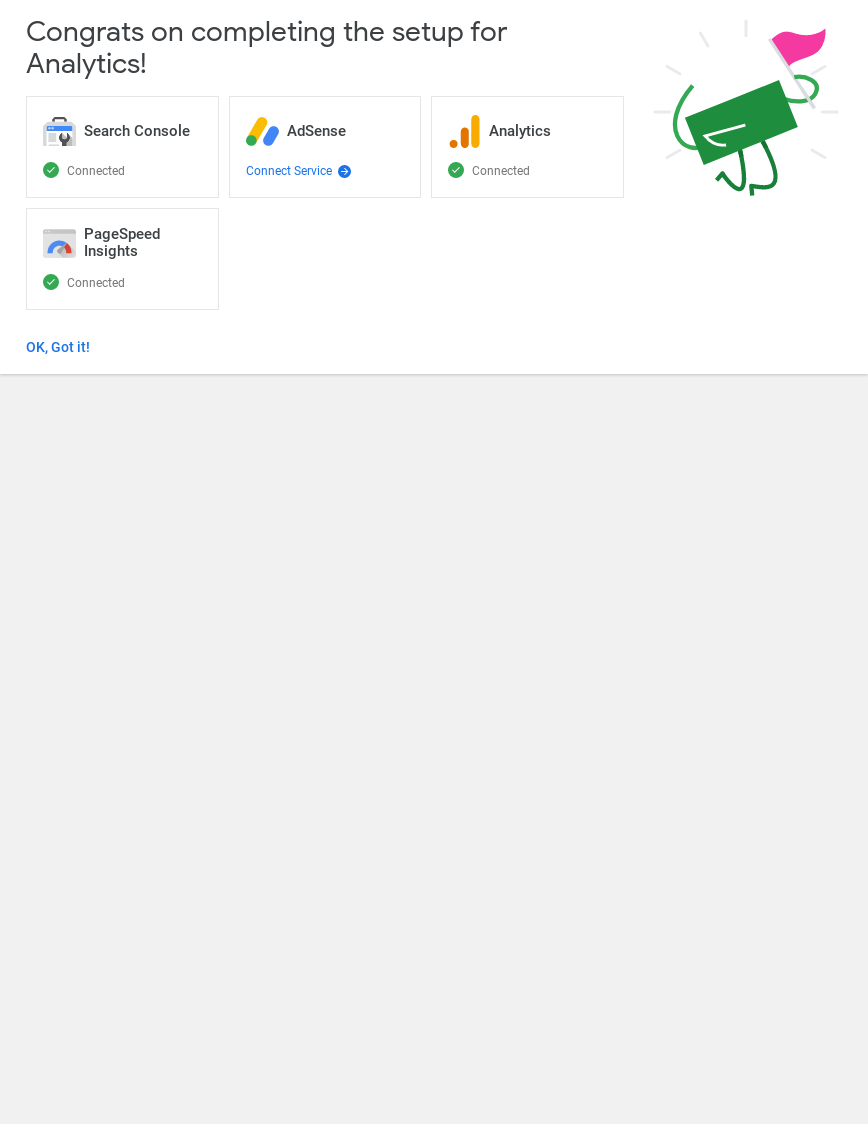 Congrats on completing the setup for
Analytics!
Search Console
Connected
AdSense
Connect Service
Analytics
Connected
PageSpeed
Insights
Connected
OK, Got it!